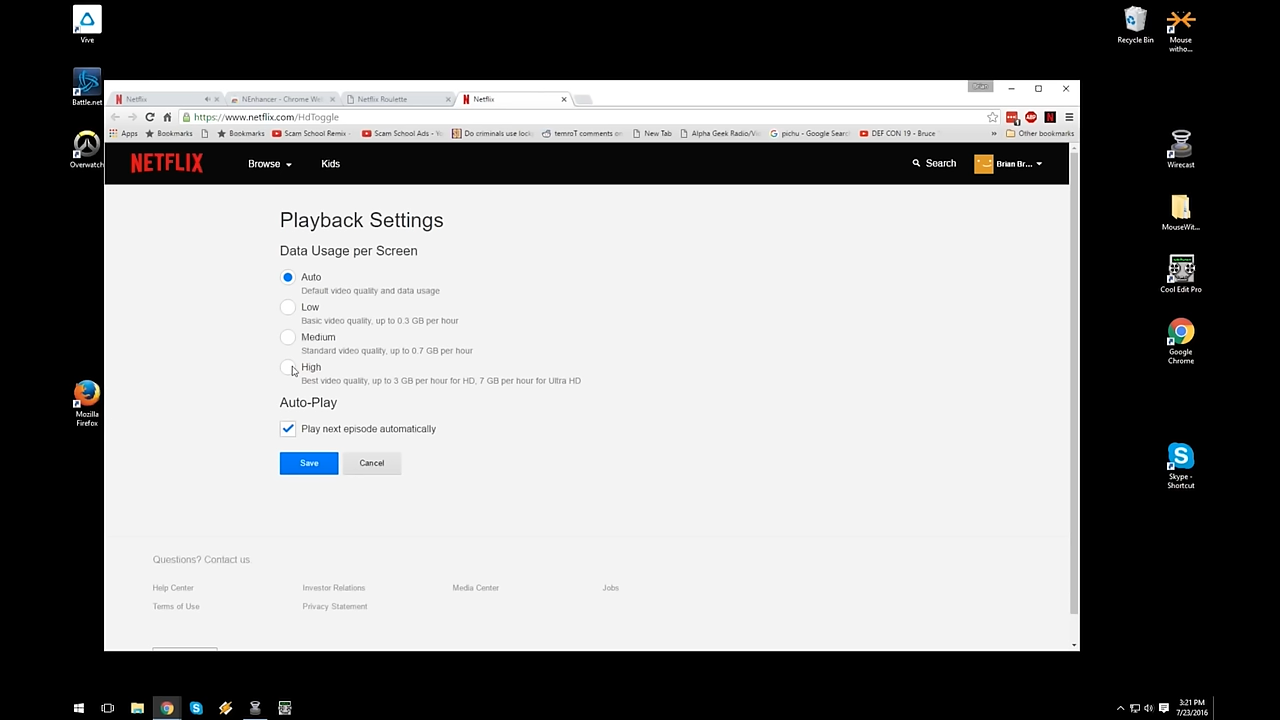 Vive
Recycle Bin
Mouse
witho...
Battle.net
Overwatch
Mozilla
Firefox
Wirecast
MouseWit...
Cool Edit Pro
Google
Chrome
Skype -
Shortcut
Brian
Netflix
NEnhancer - Chrome We
Netflix Roulette
Netflix
https://www.netflix.com/HdToggle
Apps
Bookmarks
Bookmarks
Scam School Remix -
Scam School Ads - Yo
Do criminals use lock
temroT comments on
New Tab
Alpha Geek Radio/Vi
pichu - Google Search
DEF CON 19 - Bruce
»
Other bookmarks
NETFLIX
Browse
Kids
Search
Brian Br...
Playback Settings
Data Usage per Screen
Auto
Default video quality and data usage
Low
Basic video quality, up to 0.3 GB per hour
Medium
Standard video quality, up to 0.7 GB per hour
High
Best video quality, up to 3 GB per hour for HD, 7 GB per hour for Ultra HD
Auto-Play
Play next episode automatically
Save
Cancel
Questions? Contact us.
Help Center
Investor Relations
Media Center
Jobs
Terms of Use
Privacy Statement
3:21 PM
7/23/2016